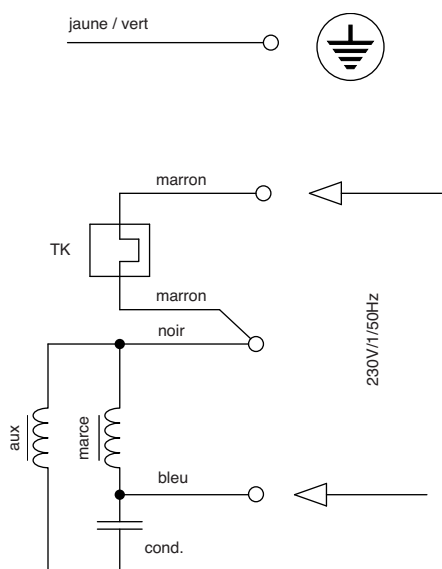 jaune / vert
marron
TK
marron
noir
230V/1/50Hz
aux
marce
bleu
cond.